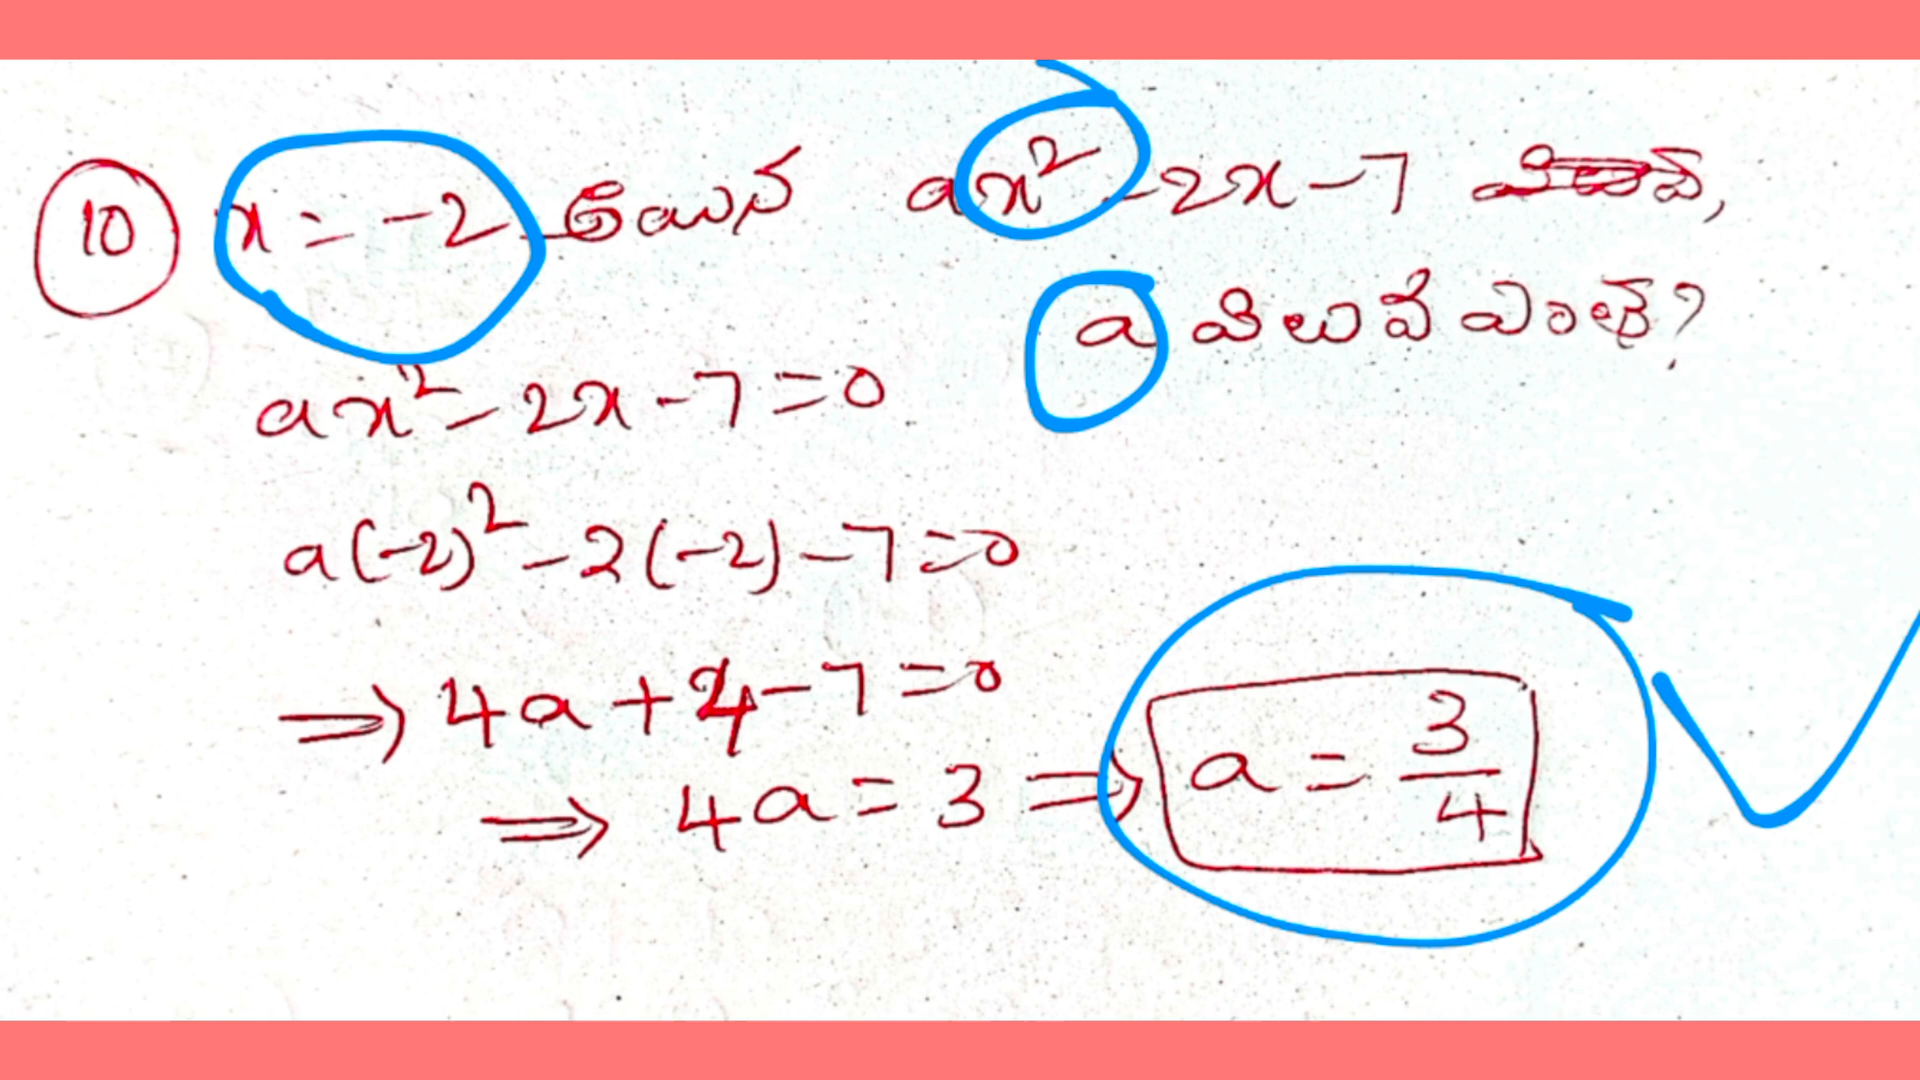 10 x = -2 అయిన ax² - 2x - 7
a విలువ ఎంత?
ax² - 2x - 7 = 0
a(-2)² - 2(-2) - 7 = 0
⇒ 4a + 4 - 7 = 0
⇒ 4a = 3 ⇒ a = 3/4